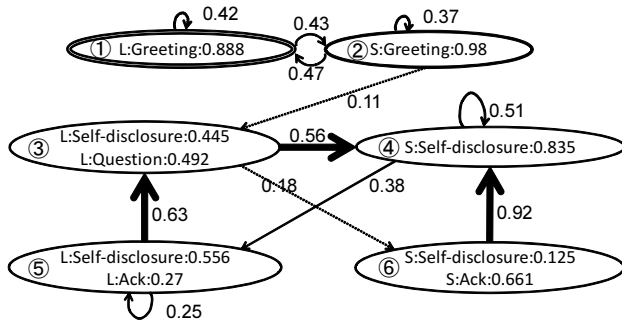 0.42
0.43
0.37
① L:Greeting:0.888
② S:Greeting:0.98
0.47
0.11
0.51
③ L:Self-disclosure:0.445
L:Question:0.492
0.56
④ S:Self-disclosure:0.835
0.18
0.38
0.63
0.92
⑤ L:Self-disclosure:0.556
L:Ack:0.27
⑥ S:Self-disclosure:0.125
S:Ack:0.661
0.25